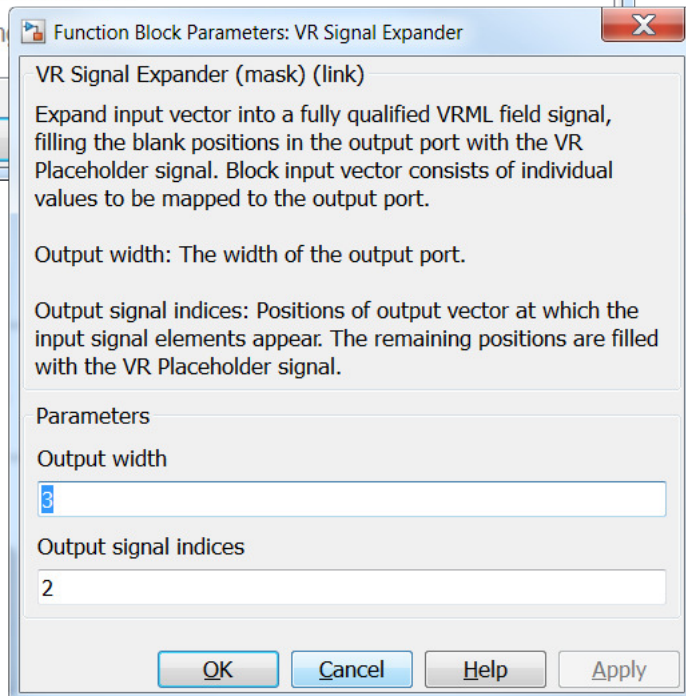 Function Block Parameters: VR Signal Expander
VR Signal Expander (mask) (link)
Expand input vector into a fully qualified VRML field signal,
filling the blank positions in the output port with the VR
Placeholder signal. Block input vector consists of individual
values to be mapped to the output port.
Output width: The width of the output port.
Output signal indices: Positions of output vector at which the
input signal elements appear. The remaining positions are filled
with the VR Placeholder signal.
Parameters
Output width
3
Output signal indices
2
OK Cancel Help Apply